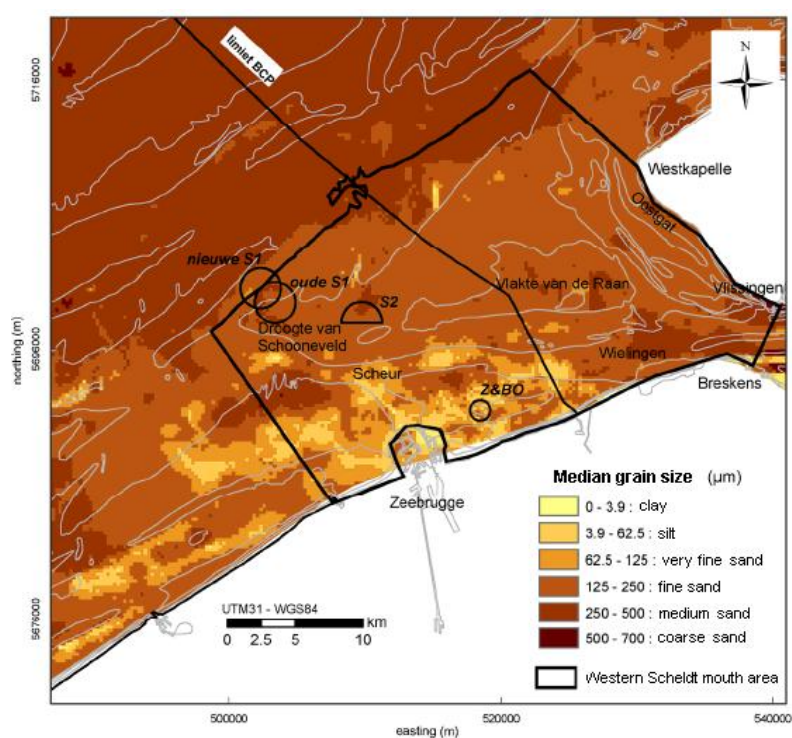 limiet BCP
N
5716000
Westkapelle
Oostgat
nieuwe S1
oude S1
Vlakte van de Raan
Vlissingen
S2
Droogte van
Schooneveld
northing (m)
5696000
Wielingen
Scheur
Breskens
Z&BO
Zeebrugge
Median grain size (μm)
0 - 3.9 : clay
3.9 - 62.5 : silt
62.5 - 125 : very fine sand
125 - 250 : fine sand
250 - 500 : medium sand
500 - 700 : coarse sand
Western Scheldt mouth area
5676000
UTM31 - WGS84
km
0 2.5 5 10
500000 520000 540000
easting (m)